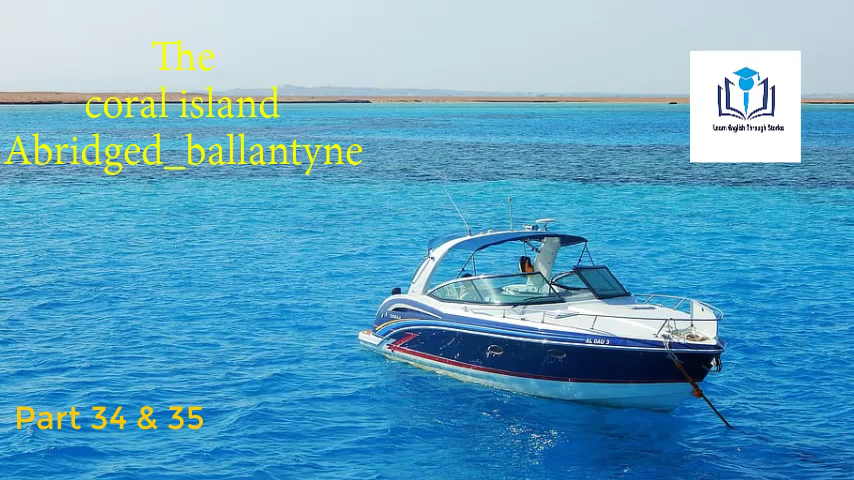 The
coral island
Abridged_ballantyne
Learn English Through Stories
AL DAU 3
Part 34 & 35